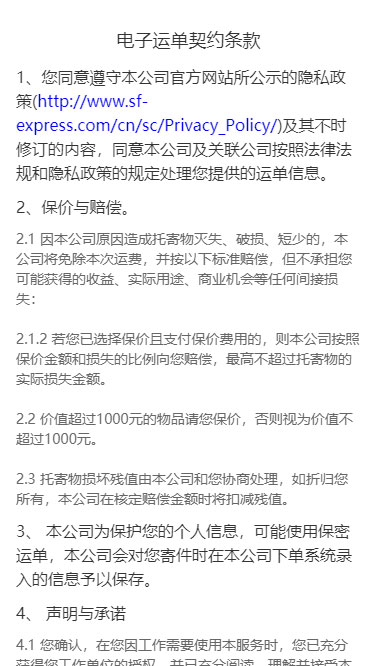 电子运单契约条款
1、您同意遵守本公司官方网站所公示的隐私政
策(http://www.sf-
express.com/cn/sc/Privacy_Policy/)及其不时
修订的内容，同意本公司及关联公司按照法律法
规和隐私政策的规定处理您提供的运单信息。
2、保价与赔偿。
2.1 因本公司原因造成托寄物灭失、破损、短少的，本
公司将免除本次运费，并按以下标准赔偿，但不承担您
可能获得的收益、实际用途、商业机会等任何间接损
失：
2.1.2 若您已选择保价且支付保价费用的，则本公司按照
保价金额和损失的比例向您赔偿，最高不超过托寄物的
实际损失金额。
2.2 价值超过1000元的物品请您保价，否则视为价值不
超过1000元。
2.3 托寄物损坏残值由本公司和您协商处理，如折归您
所有，本公司在核定赔偿金额时将扣减残值。
3、 本公司为保护您的个人信息，可能使用保密
运单，本公司会对您寄件时在本公司下单系统录
入的信息予以保存。
4、 声明与承诺
4.1 您确认，在您因工作需要使用本服务时，您已充分
获得您工作单位的授权，并已充分阅读、理解并接受本